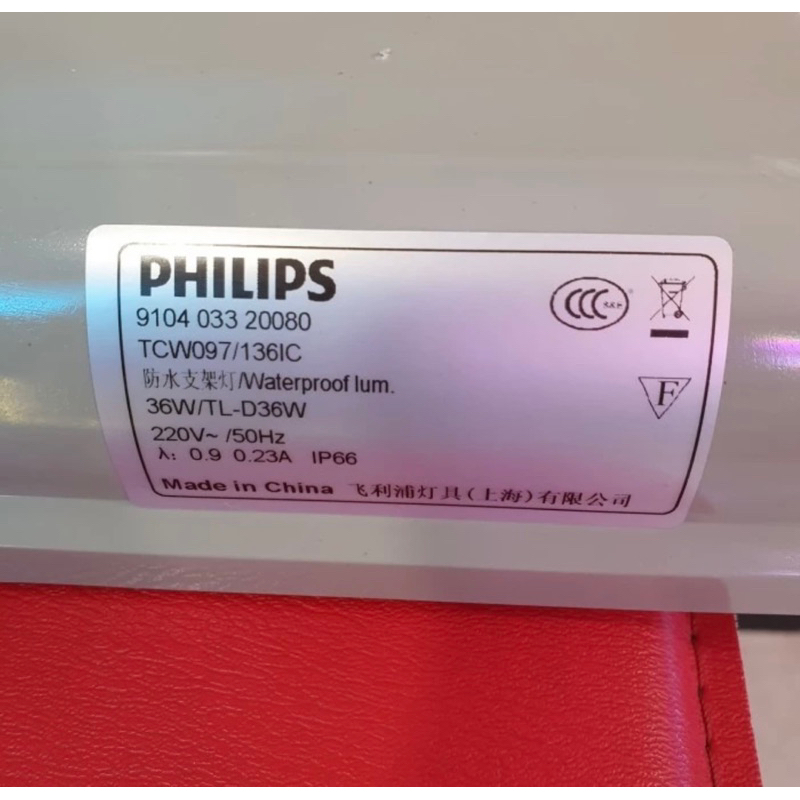 PHILIPS
9104 033 20080
TCW097/136IC
防水支架灯/Waterproof lum.
36W/TL-D36W
220V~ /50Hz
λ: 0.9 0.23A IP66
Made in China 飞利浦灯具(上海)有限公司
CCC S&E
F